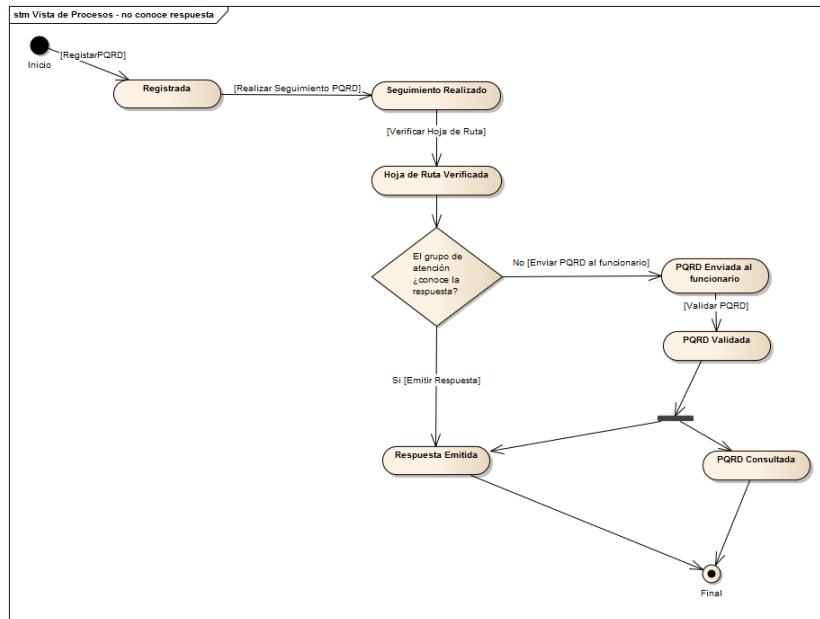 stm Vista de Procesos - no conoce respuesta
[RegistarPQRD]
Inicio
Registrada
[Realizar Seguimiento PQRD]
Seguimiento Realizado
[Verificar Hoja de Ruta]
Hoja de Ruta Verificada
El grupo de
atención
¿conoce la
respuesta?
No [Enviar PQRD al funcionario]
PQRD Enviada al
funcionario
[Validar PQRD]
PQRD Validada
Si [Emitir Respuesta]
Respuesta Emitida
PQRD Consultada
Final